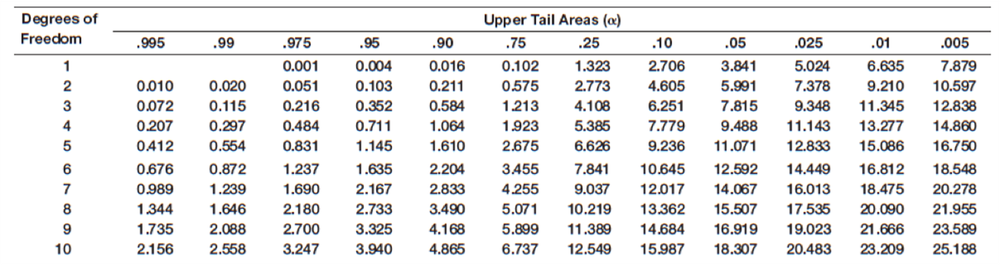 Degrees of Freedom Upper Tail Areas (α)
.995 .99 .975 .95 .90 .75 .25 .10 .05 .025 .01 .005
1 0.001 0.004 0.016 0.102 1.323 2.706 3.841 5.024 6.635 7.879
2 0.010 0.020 0.051 0.103 0.211 0.575 2.773 4.605 5.991 7.378 9.210 10.597
3 0.072 0.115 0.216 0.352 0.584 1.213 4.108 6.251 7.815 9.348 11.345 12.838
4 0.207 0.297 0.484 0.711 1.064 1.923 5.385 7.779 9.488 11.143 13.277 14.860
5 0.412 0.554 0.831 1.145 1.610 2.675 6.626 9.236 11.071 12.833 15.086 16.750
6 0.676 0.872 1.237 1.635 2.204 3.455 7.841 10.645 12.592 14.449 16.812 18.548
7 0.989 1.239 1.690 2.167 2.833 4.255 9.037 12.017 14.067 16.013 18.475 20.278
8 1.344 1.646 2.180 2.733 3.490 5.071 10.219 13.362 15.507 17.535 20.090 21.955
9 1.735 2.088 2.700 3.325 4.168 5.899 11.389 14.684 16.919 19.023 21.666 23.589
10 2.156 2.558 3.247 3.940 4.865 6.737 12.549 15.987 18.307 20.483 23.209 25.188